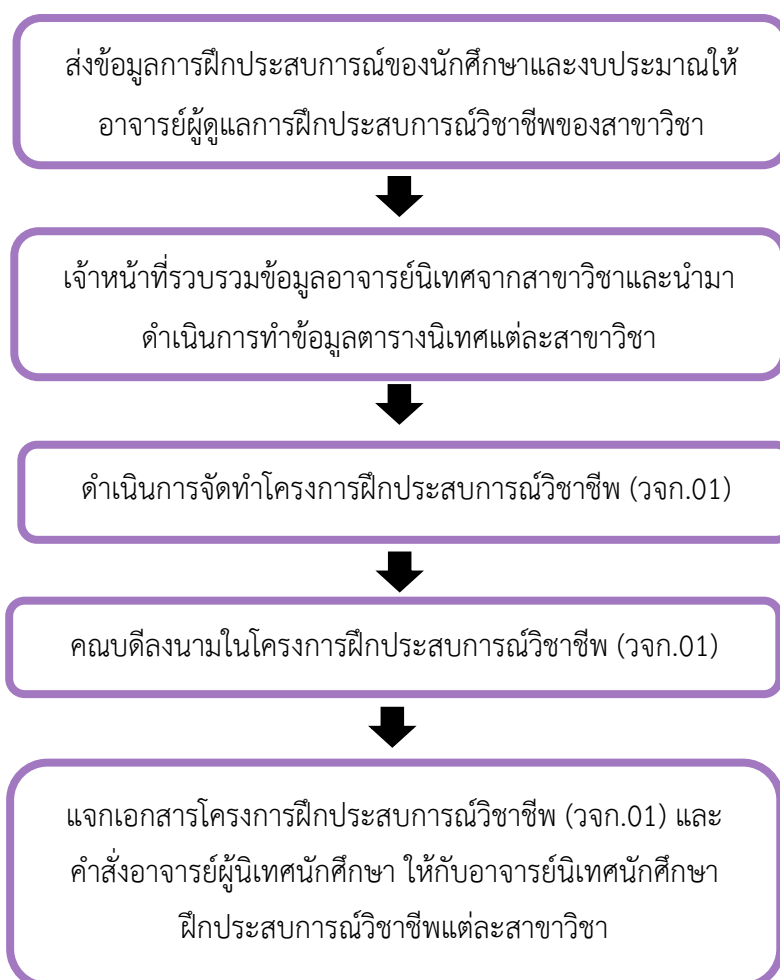 ส่งข้อมูลการฝึกประสบการณ์ของนักศึกษาและงบประมาณให้
อาจารย์ผู้ดูแลการฝึกประสบการณ์วิชาชีพของสาขาวิชา
เจ้าหน้าที่รวบรวมข้อมูลอาจารย์นิเทศจากสาขาวิชาและนำมา
ดำเนินการทำข้อมูลตารางนิเทศแต่ละสาขาวิชา
ดำเนินการจัดทำโครงการฝึกประสบการณ์วิชาชีพ (วจก.01)
คณบดีลงนามในโครงการฝึกประสบการณ์วิชาชีพ (วจก.01)
แจกเอกสารโครงการฝึกประสบการณ์วิชาชีพ (วจก.01) และ
คำสั่งอาจารย์ผู้นิเทศนักศึกษา ให้กับอาจารย์นิเทศนักศึกษา
ฝึกประสบการณ์วิชาชีพแต่ละสาขาวิชา